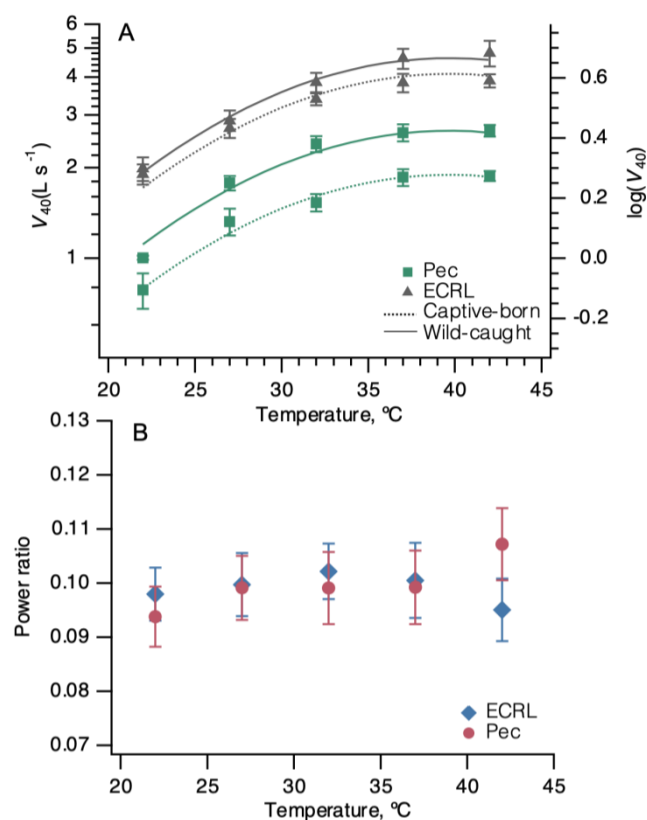 A
6
5
4
3
2
1
V40(L s-1)
0.6
0.4
0.2
0.0
-0.2
log(V40)
Pec
ECRL
Captive-born
Wild-caught
20 25 30 35 40 45
Temperature, ºC
B
0.13
0.12
0.11
0.10
0.09
0.08
0.07
Power ratio
ECRL
Pec
20 25 30 35 40 45
Temperature, ºC